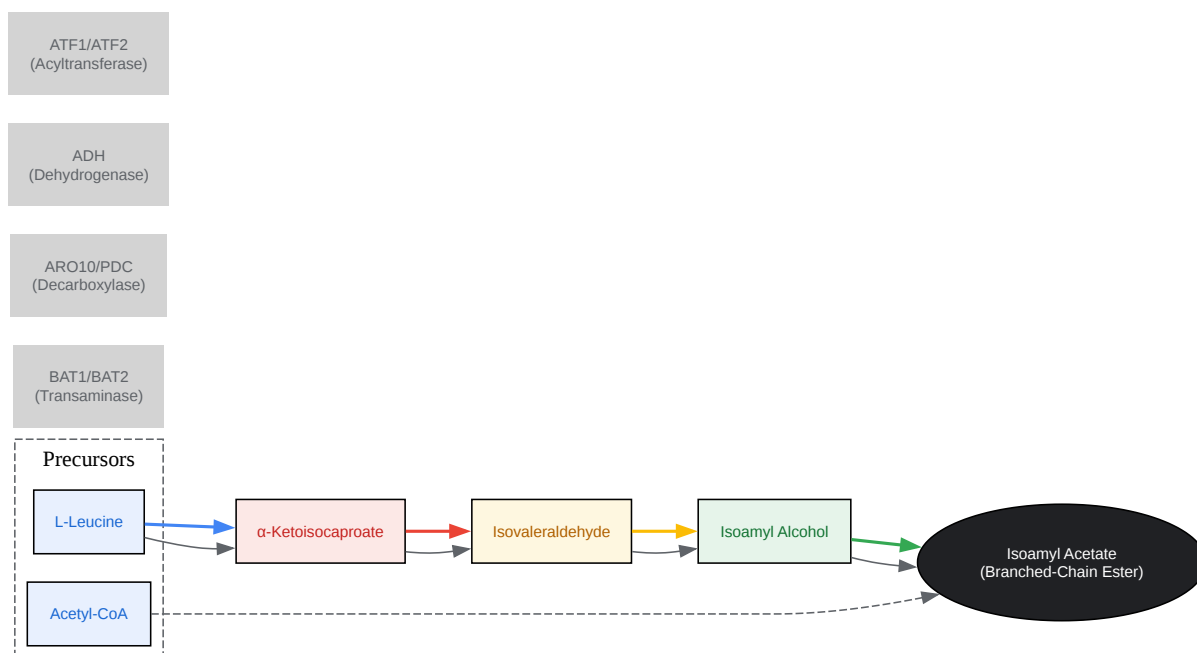 ATF1/ATF2
(Acyltransferase)
ADH
(Dehydrogenase)
ARO10/PDC
(Decarboxylase)
BAT1/BAT2
(Transaminase)
Precursors
L-Leucine
α-Ketoisocaproate
Isovaleraldehyde
Isoamyl Alcohol
Isoamyl Acetate
(Branched-Chain Ester)
Acetyl-CoA